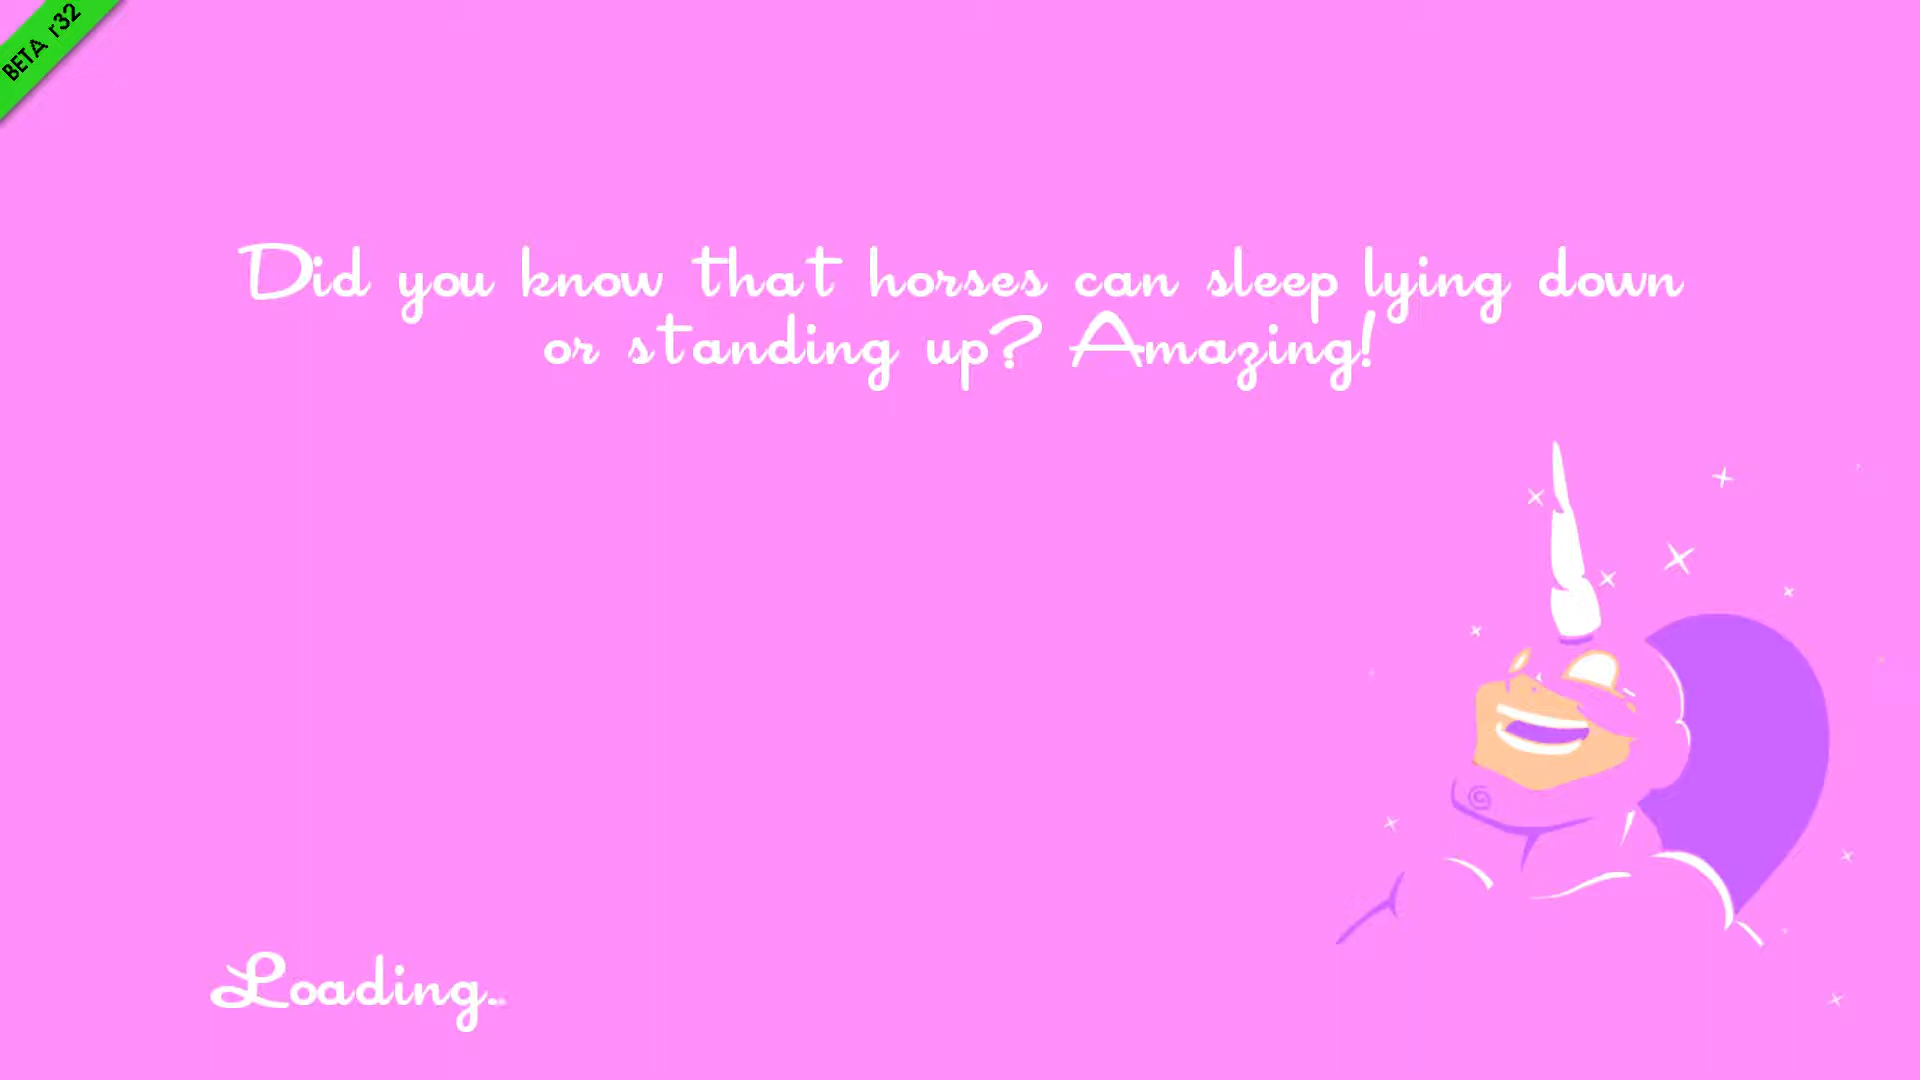 BETA r32
Did you know that horses can sleep lying down
or standing up? Amazing!
Loading..